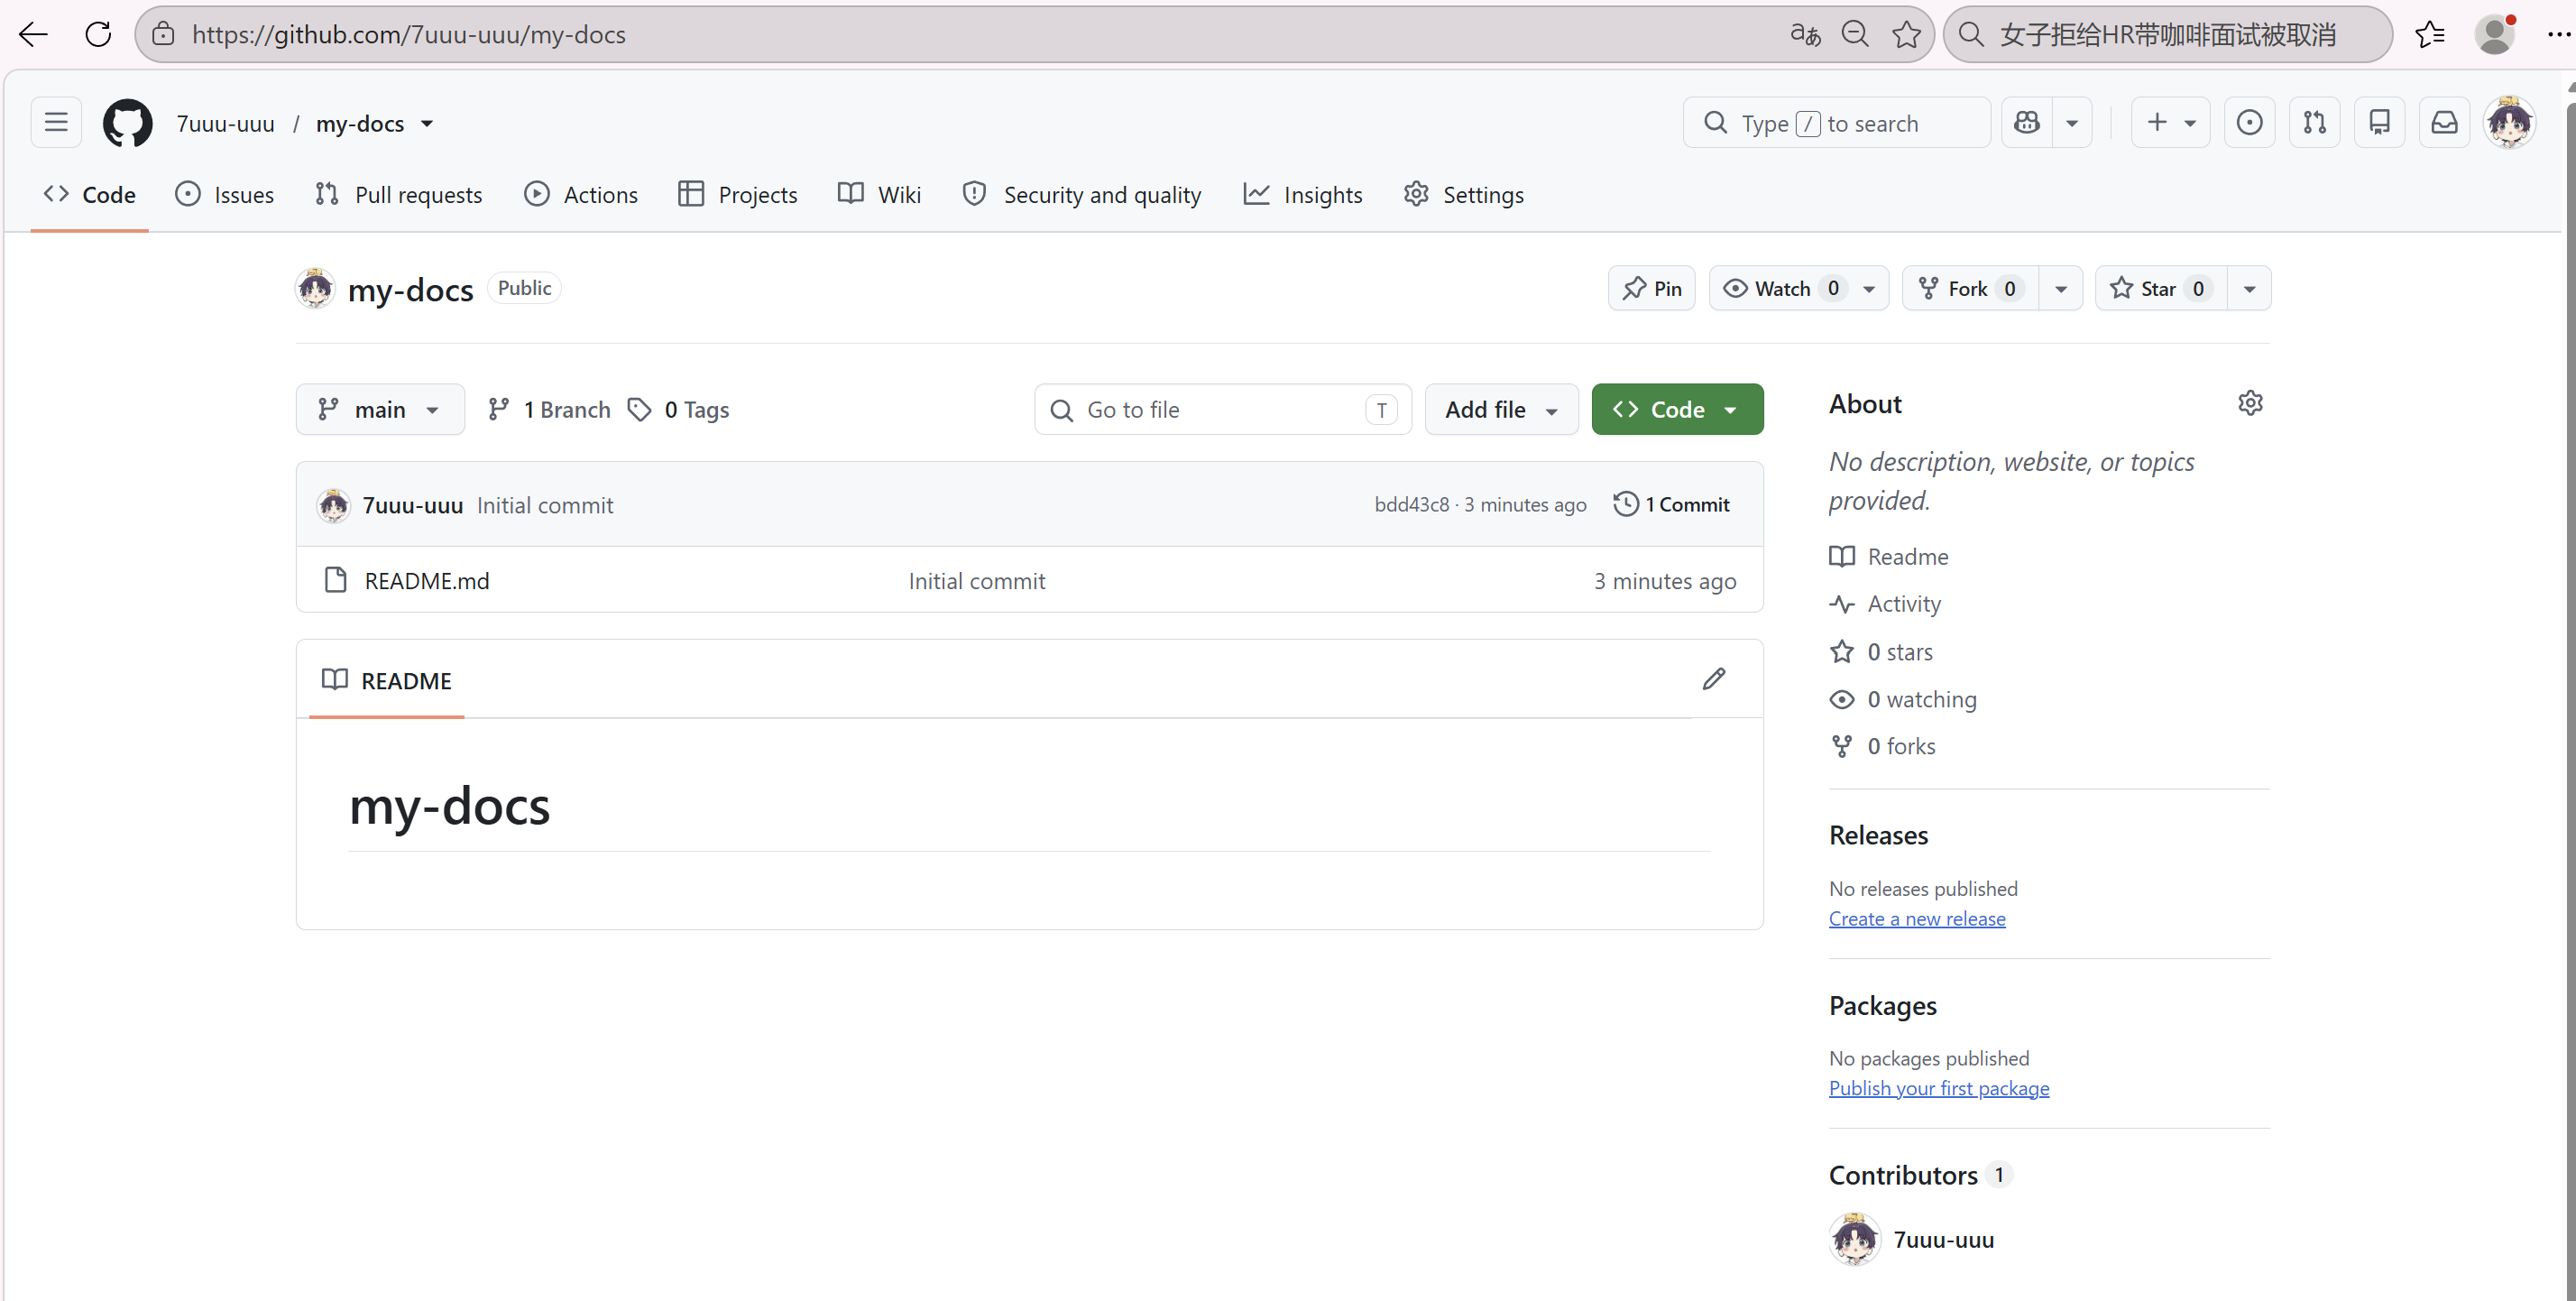 https://github.com/7uuu-uuu/my-docs
女子拒给HR带咖啡面试被取消
7uuu-uuu / my-docs
Type / to search
Code
Issues
Pull requests
Actions
Projects
Wiki
Security and quality
Insights
Settings
my-docs
Public
Pin
Watch 0
Fork 0
Star 0
main
1 Branch
0 Tags
Go to file
T
Add file
Code
7uuu-uuu Initial commit
bdd43c8 · 3 minutes ago
1 Commit
README.md
Initial commit
3 minutes ago
README
my-docs
About
No description, website, or topics
provided.
Readme
Activity
0 stars
0 watching
0 forks
Releases
No releases published
Create a new release
Packages
No packages published
Publish your first package
Contributors 1
7uuu-uuu